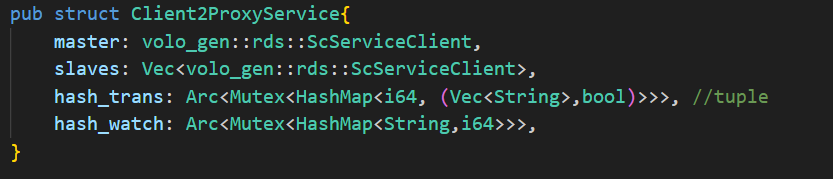 pub struct Client2ProxyService{
    master: volo_gen::rds::ScServiceClient,
    slaves: Vec<volo_gen::rds::ScServiceClient>,
    hash_trans: Arc<Mutex<HashMap<i64, (Vec<String>,bool)>>>, //tuple
    hash_watch: Arc<Mutex<HashMap<String,i64>>>,
}